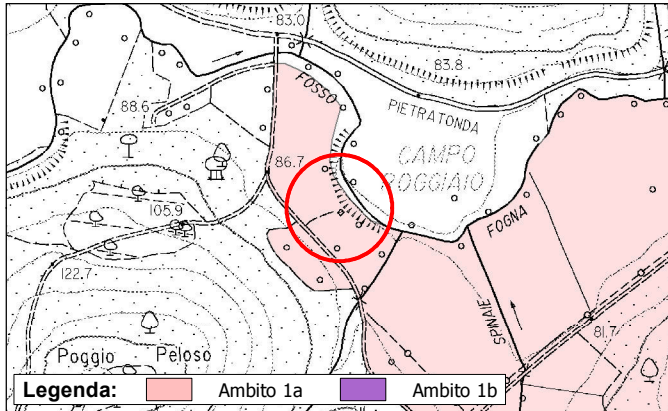 83.0
83.8
88.6
FOSSO
PIETRATONDA
CAMPO
ROGGIAIO
86.7
105.9
FOGNA
122.7
SPINAIE
81.7
Poggio Peloso
Legenda: Ambito 1a Ambito 1b